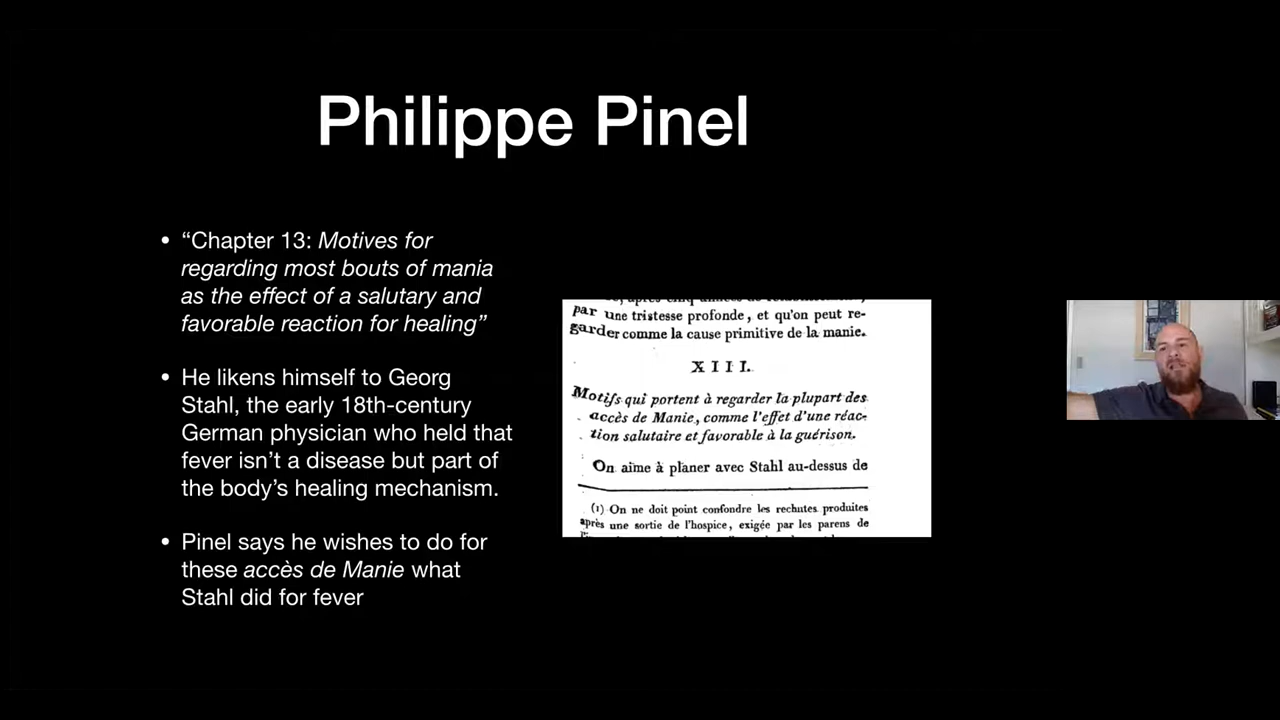 Philippe Pinel
• “Chapter 13: Motives for
regarding most bouts of mania
as the effect of a salutary and
favorable reaction for healing”
• He likens himself to Georg
Stahl, the early 18th-century
German physician who held that
fever isn’t a disease but part of
the body’s healing mechanism.
• Pinel says he wishes to do for
these accès de Manie what
Stahl did for fever
après cinq années de
par une tristesse profonde, et qu'on peut re-
garder comme la cause primitive de la manie.
XIII.
Motifs qui portent à regarder la plupart des
accès de Manie, comme l'effet d'une réac-
tion salutaire et favorable à la guérison.
On aime à planer avec Stahl au-dessus de
(1) On ne doit point confondre les rechutes produites
après une sortie de l'hospice, exigée par les parens de